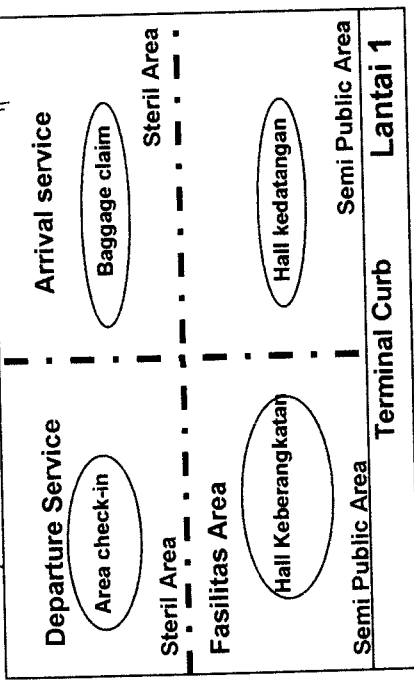 Departure Service
Area check-in
Steril Area
Arrival service
Baggage claim
Steril Area
Fasilitas Area
Hall Keberangkatan
Semi Public Area
Hall kedatangan
Semi Public Area
Terminal Curb
Lantai 1